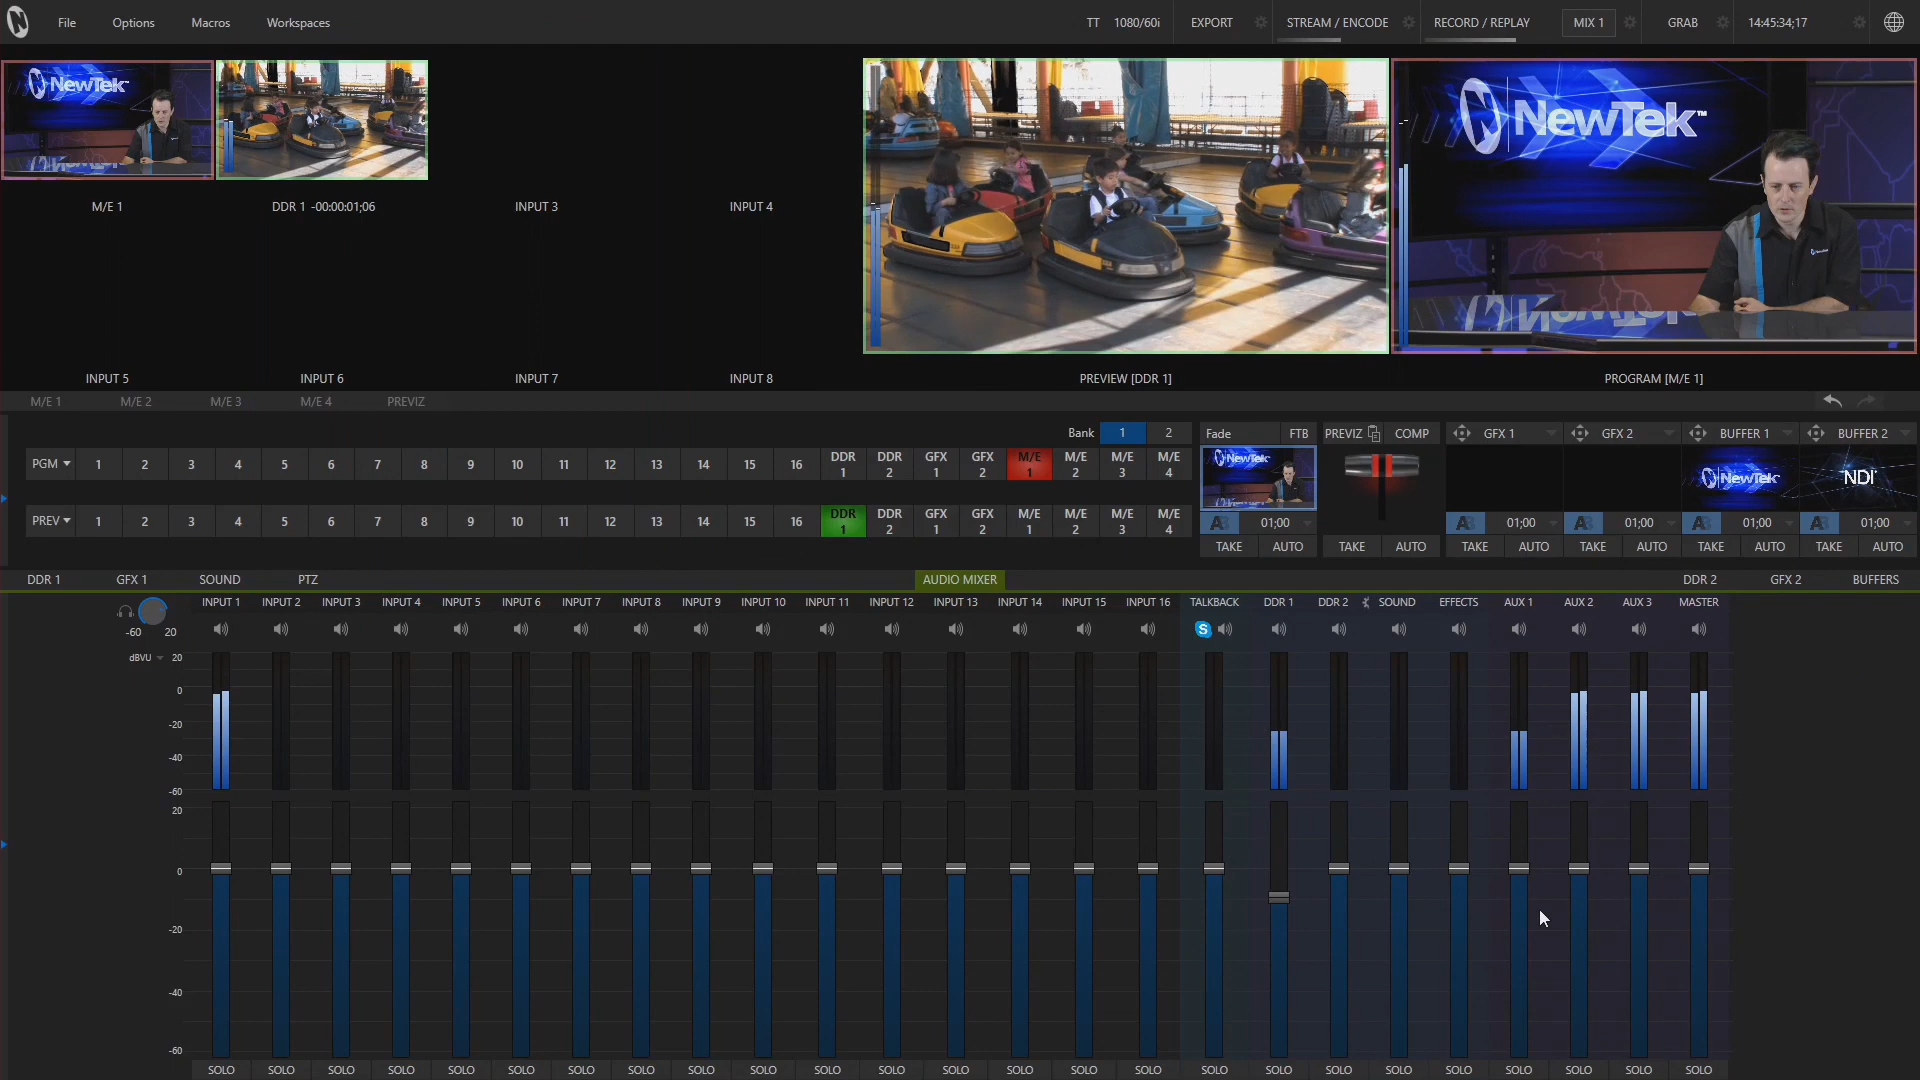 File Options Macros Workspaces TT 1080/60i EXPORT STREAM / ENCODE RECORD / REPLAY MIX 1 GRAB 14:45:34;17
NewTek
NewTek™
M/E 1 DDR 1 -00:00:01;06 INPUT 3 INPUT 4
INPUT 5 INPUT 6 INPUT 7 INPUT 8 PREVIEW [DDR 1] PROGRAM [M/E 1]
M/E 1 M/E 2 M/E 3 M/E 4 PREVIZ
Bank 1 2 Fade FTB PREVIZ COMP GFX 1 GFX 2 BUFFER 1 BUFFER 2
PGM 1 2 3 4 5 6 7 8 9 10 11 12 13 14 15 16 DDR 1 DDR 2 GFX 1 GFX 2 M/E 1 M/E 2 M/E 3 M/E 4
NewTek NewTek NDI
PREV 1 2 3 4 5 6 7 8 9 10 11 12 13 14 15 16 DDR 1 DDR 2 GFX 1 GFX 2 M/E 1 M/E 2 M/E 3 M/E 4
AB 01;00 AB 01;00 AB 01;00 AB 01;00 AB 01;00
TAKE AUTO TAKE AUTO TAKE AUTO TAKE AUTO TAKE AUTO TAKE AUTO
DDR 1 GFX 1 SOUND PTZ AUDIO MIXER DDR 2 GFX 2 BUFFERS
INPUT 1 INPUT 2 INPUT 3 INPUT 4 INPUT 5 INPUT 6 INPUT 7 INPUT 8 INPUT 9 INPUT 10 INPUT 11 INPUT 12 INPUT 13 INPUT 14 INPUT 15 INPUT 16 TALKBACK DDR 1 DDR 2 SOUND EFFECTS AUX 1 AUX 2 AUX 3 MASTER
-60 20 S
dBVU 20
0
-20
-40
-60
20
0
-20
-40
-60
SOLO SOLO SOLO SOLO SOLO SOLO SOLO SOLO SOLO SOLO SOLO SOLO SOLO SOLO SOLO SOLO SOLO SOLO SOLO SOLO SOLO SOLO SOLO SOLO SOLO